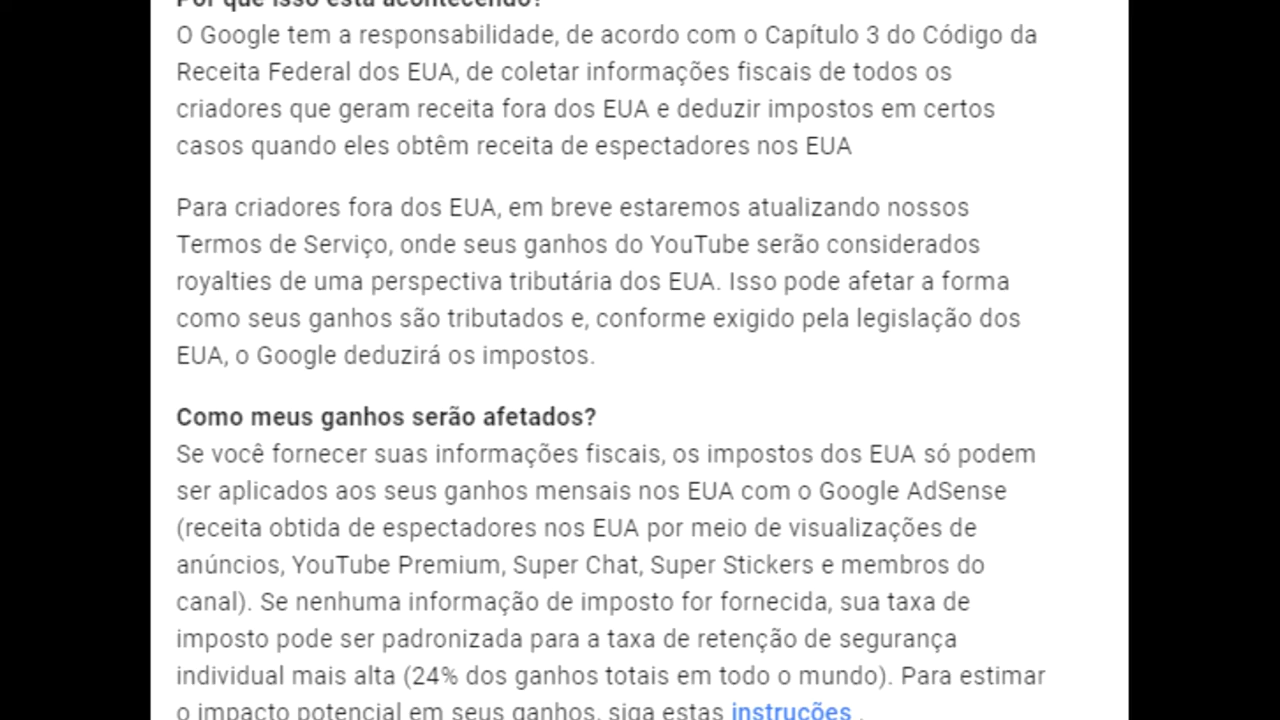 Por que isso está acontecendo?
O Google tem a responsabilidade, de acordo com o Capítulo 3 do Código da
Receita Federal dos EUA, de coletar informações fiscais de todos os
criadores que geram receita fora dos EUA e deduzir impostos em certos
casos quando eles obtêm receita de espectadores nos EUA
Para criadores fora dos EUA, em breve estaremos atualizando nossos
Termos de Serviço, onde seus ganhos do YouTube serão considerados
royalties de uma perspectiva tributária dos EUA. Isso pode afetar a forma
como seus ganhos são tributados e, conforme exigido pela legislação dos
EUA, o Google deduzirá os impostos.
Como meus ganhos serão afetados?
Se você fornecer suas informações fiscais, os impostos dos EUA só podem
ser aplicados aos seus ganhos mensais nos EUA com o Google AdSense
(receita obtida de espectadores nos EUA por meio de visualizações de
anúncios, YouTube Premium, Super Chat, Super Stickers e membros do
canal). Se nenhuma informação de imposto for fornecida, sua taxa de
imposto pode ser padronizada para a taxa de retenção de segurança
individual mais alta (24% dos ganhos totais em todo o mundo). Para estimar
o impacto potencial em seus ganhos, siga estas instruções .